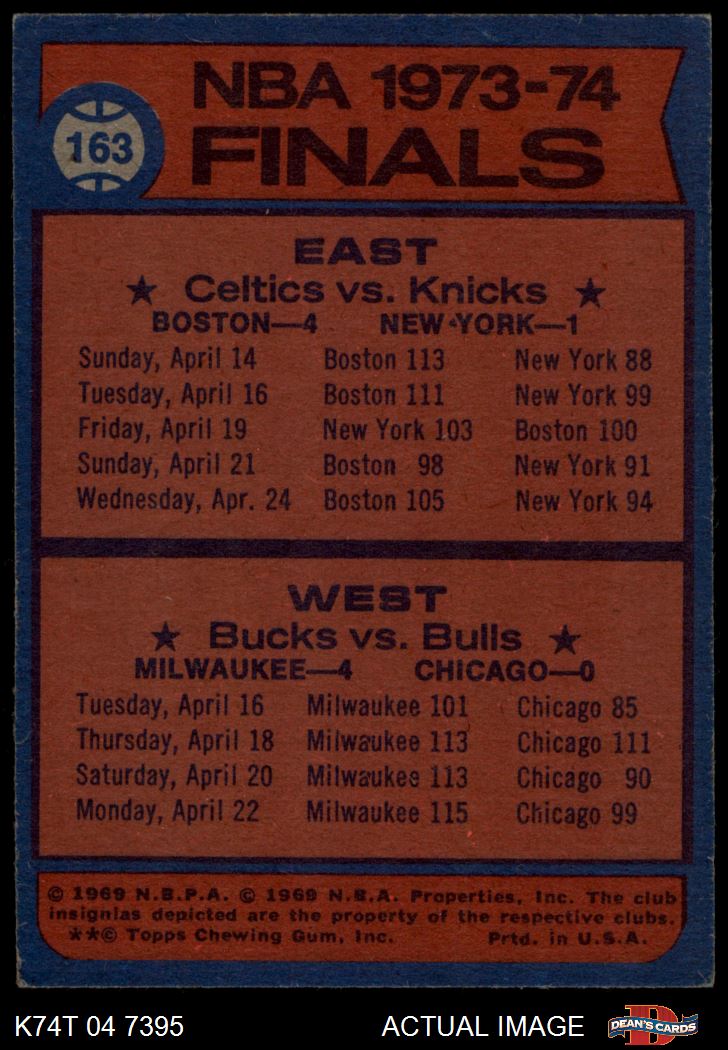 NBA 1973-74
163
FINALS
EAST
★ Celtics vs. Knicks ★
BOSTON—4 NEW YORK—1
Sunday, April 14 Boston 113 New York 88
Tuesday, April 16 Boston 111 New York 99
Friday, April 19 New York 103 Boston 100
Sunday, April 21 Boston 98 New York 91
Wednesday, Apr. 24 Boston 105 New York 94
WEST
★ Bucks vs. Bulls ★
MILWAUKEE—4 CHICAGO—0
Tuesday, April 16 Milwaukee 101 Chicago 85
Thursday, April 18 Milwaukee 113 Chicago 111
Saturday, April 20 Milwaukee 113 Chicago 90
Monday, April 22 Milwaukee 115 Chicago 99
© 1969 N.B.P.A. © 1969 N.B.A. Properties, Inc. The club
insignias depicted are the property of the respective clubs.
**© Topps Chewing Gum, Inc. Prtd. in U.S.A.
K74T 04 7395 ACTUAL IMAGE D DEAN'S CARDS